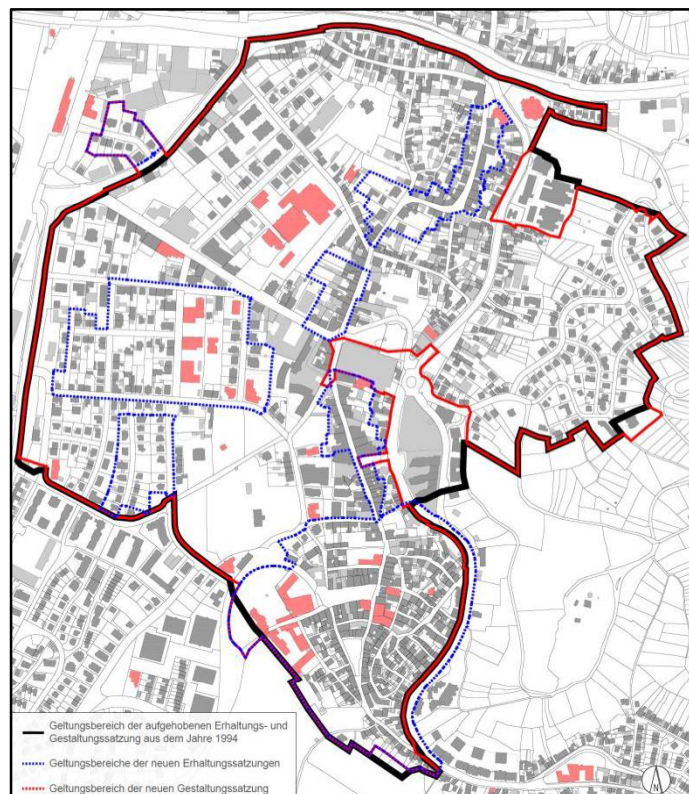 Geltungsbereich der aufgehobenen Erhaltungs- und
Gestaltungssatzung aus dem Jahre 1994
Geltungsbereiche der neuen Erhaltungssatzungen
Geltungsbereich der neuen Gestaltungssatzung
N